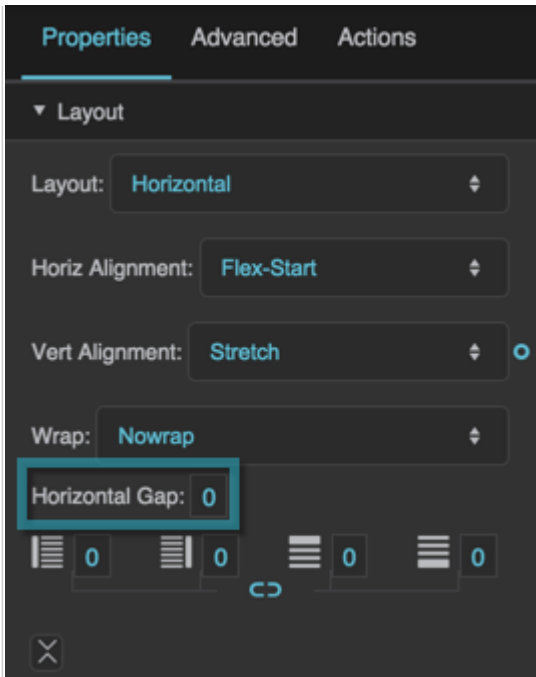 Properties Advanced Actions
Layout
Layout: Horizontal
Horiz Alignment: Flex-Start
Vert Alignment: Stretch
Wrap: Nowrap
Horizontal Gap: 0
0 0 0 0